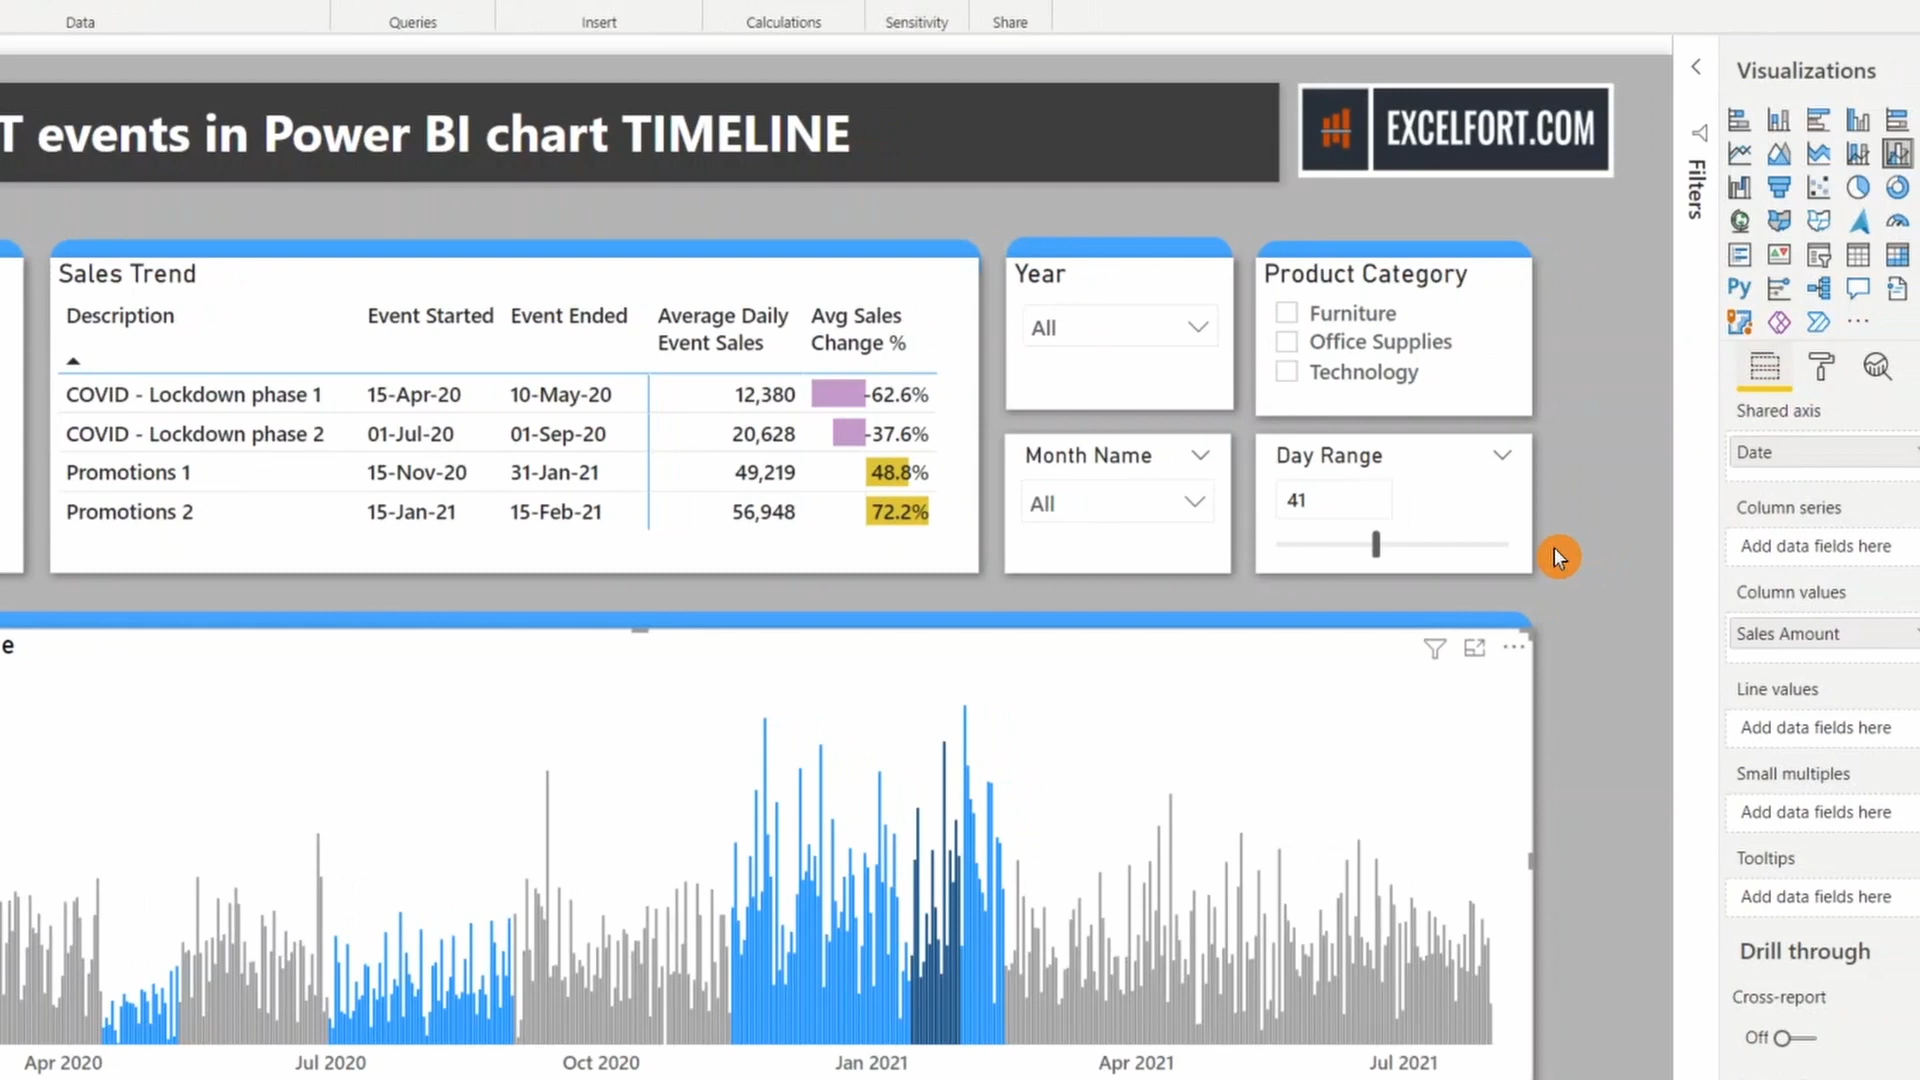 Data Queries Insert Calculations Sensitivity Share
T events in Power BI chart TIMELINE
EXCELFORT.COM
Sales Trend
Description Event Started Event Ended Average Daily Event Sales Avg Sales Change %
COVID - Lockdown phase 1 15-Apr-20 10-May-20 12,380 -62.6%
COVID - Lockdown phase 2 01-Jul-20 01-Sep-20 20,628 -37.6%
Promotions 1 15-Nov-20 31-Jan-21 49,219 48.8%
Promotions 2 15-Jan-21 15-Feb-21 56,948 72.2%
Year
All
Product Category
Furniture
Office Supplies
Technology
Month Name
All
Day Range
41
e
Apr 2020 Jul 2020 Oct 2020 Jan 2021 Apr 2021 Jul 2021
Filters
Visualizations
Py
Shared axis
Date
Column series
Add data fields here
Column values
Sales Amount
Line values
Add data fields here
Small multiples
Add data fields here
Tooltips
Add data fields here
Drill through
Cross-report
Off